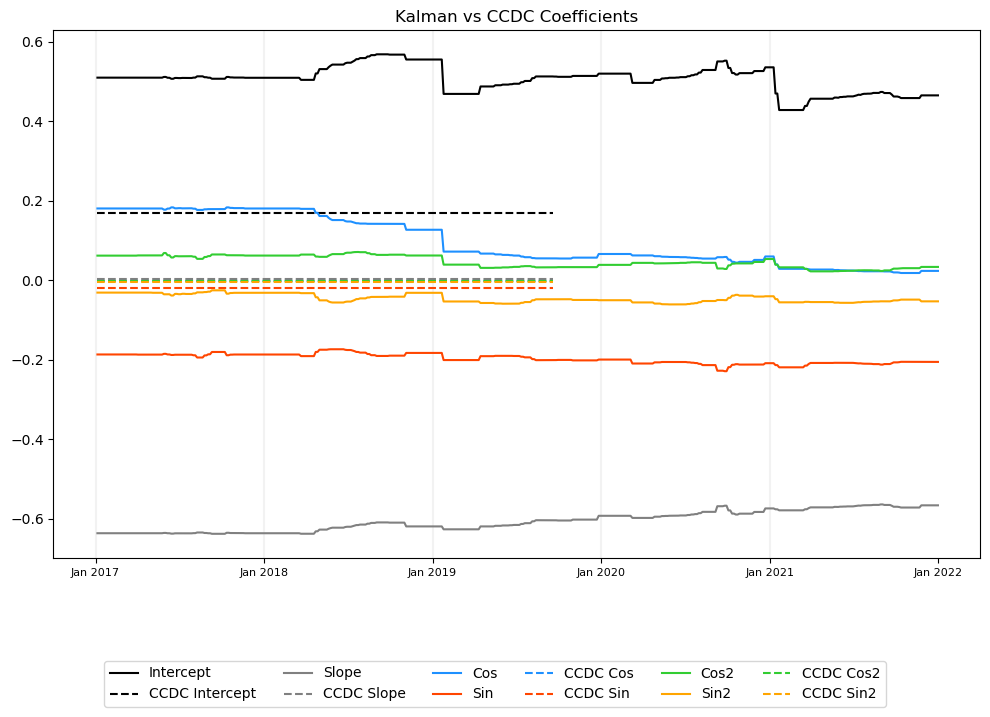 Kalman vs CCDC Coefficients
0.6
0.4
0.2
0.0
−0.2
−0.4
−0.6
Jan 2017 Jan 2018 Jan 2019 Jan 2020 Jan 2021 Jan 2022
Intercept Slope Cos CCDC Cos Cos2 CCDC Cos2
CCDC Intercept CCDC Slope Sin CCDC Sin Sin2 CCDC Sin2